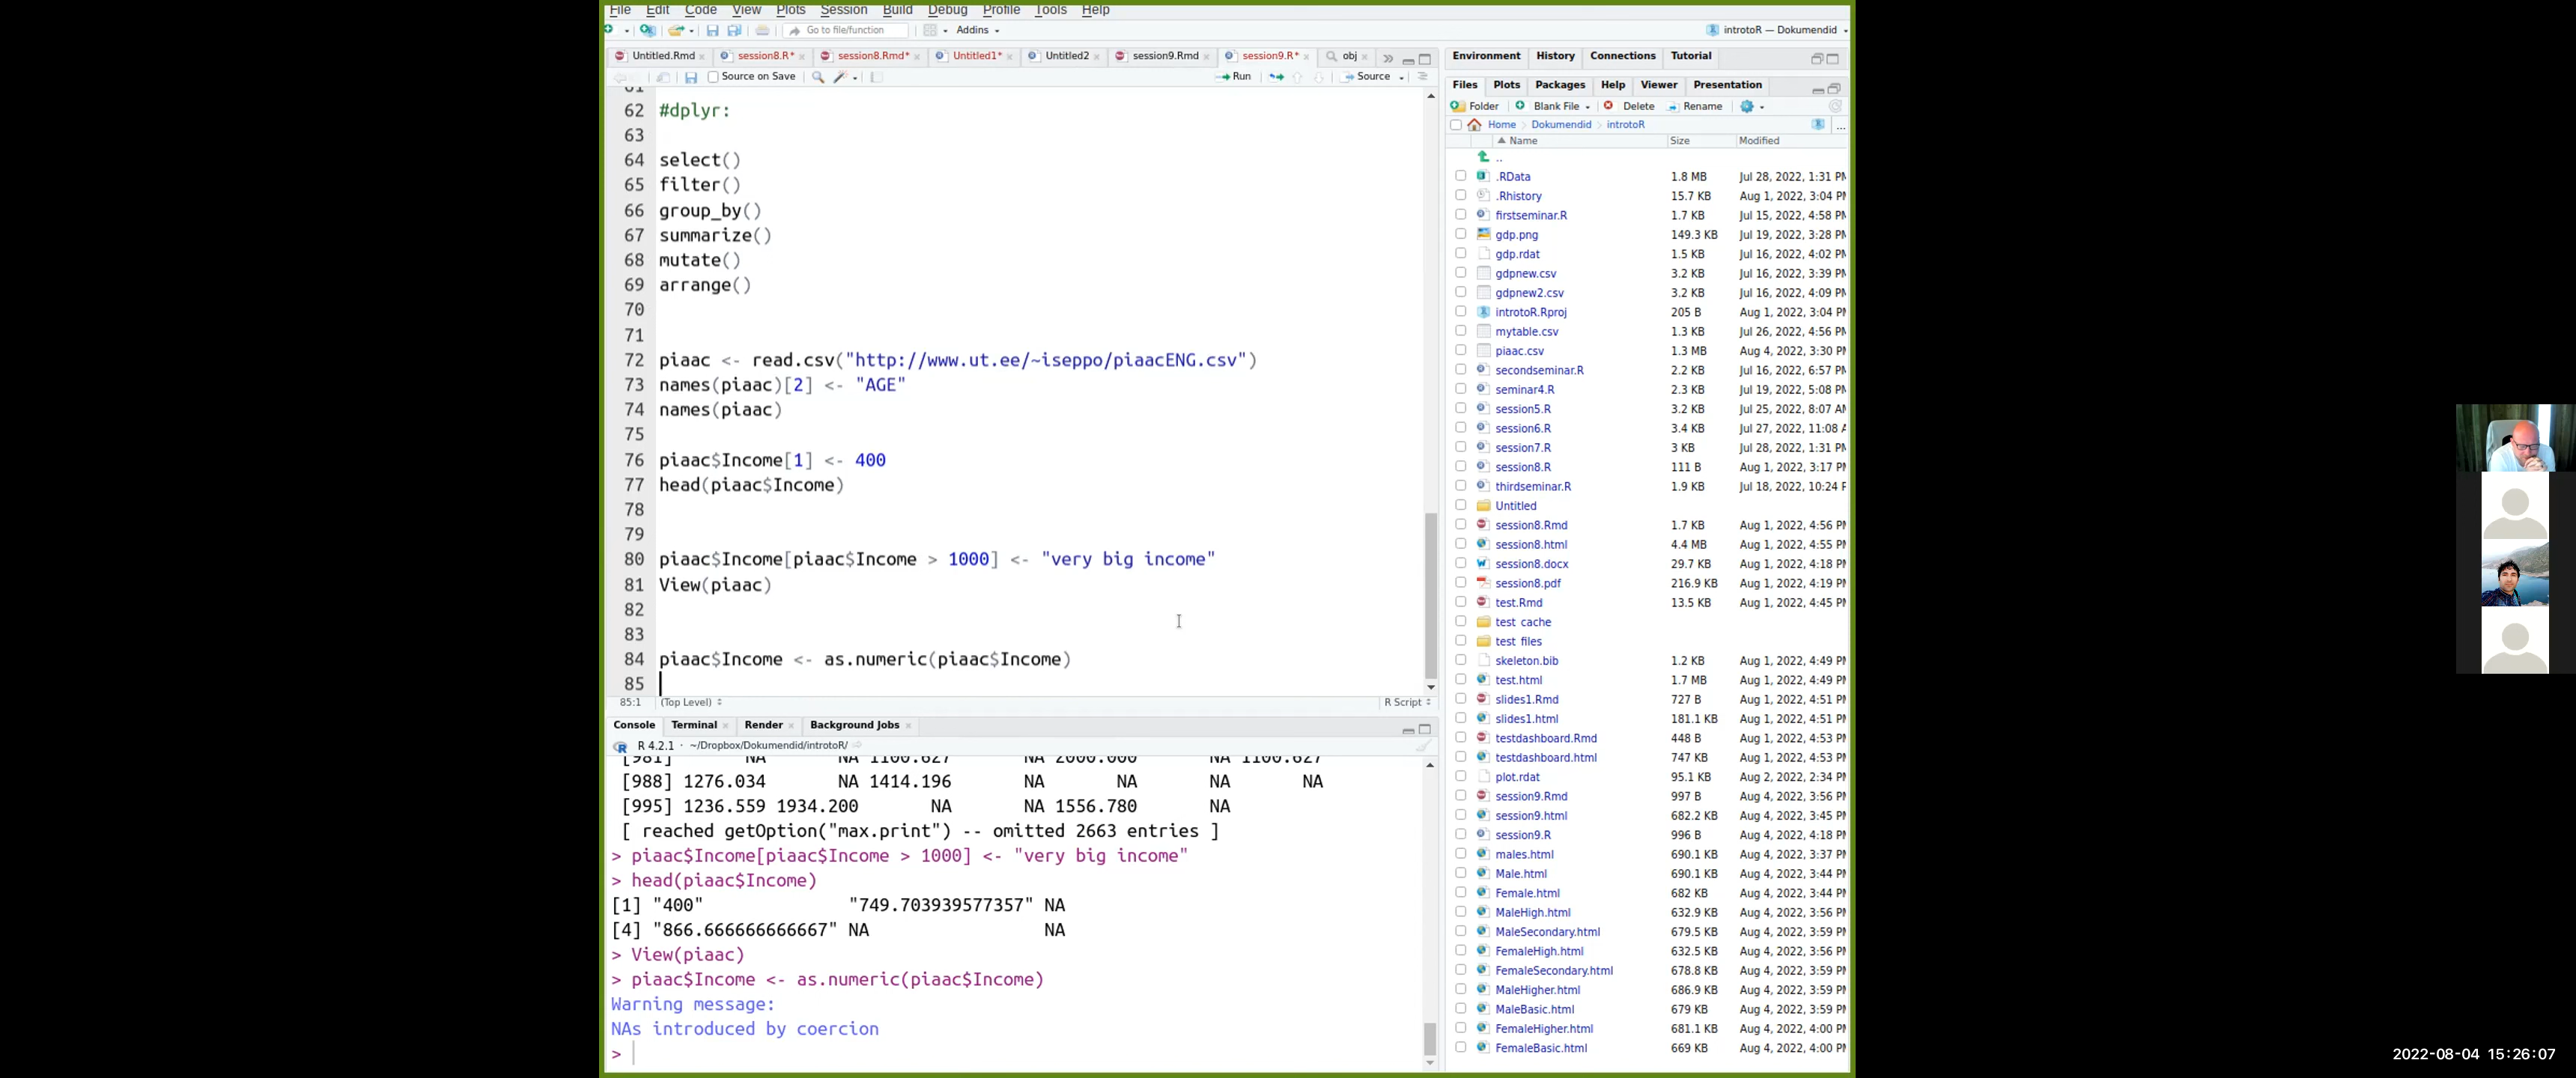 File Edit Code View Plots Session Build Debug Profile Tools Help
Go to file/function Addins introtoR — Dokumendid
Untitled.Rmd session8.R* session8.Rmd* Untitled1* Untitled2 session9.Rmd session9.R* obj
Source on Save Run Source
61
62 #dplyr:
63
64 select()
65 filter()
66 group_by()
67 summarize()
68 mutate()
69 arrange()
70
71
72 piaac <- read.csv("http://www.ut.ee/~iseppo/piaacENG.csv")
73 names(piaac)[2] <- "AGE"
74 names(piaac)
75
76 piaac$Income[1] <- 400
77 head(piaac$Income)
78
79
80 piaac$Income[piaac$Income > 1000] <- "very big income"
81 View(piaac)
82
83
84 piaac$Income <- as.numeric(piaac$Income)
85
85:1 (Top Level) R Script
Console Terminal Render Background Jobs
R 4.2.1 · ~/Dropbox/Dokumendid/introtoR/
[981] NA NA 1100.627 NA 2000.000 NA 1100.627
[988] 1276.034 NA 1414.196 NA NA NA NA
[995] 1236.559 1934.200 NA NA 1556.780 NA
[ reached getOption("max.print") -- omitted 2663 entries ]
> piaac$Income[piaac$Income > 1000] <- "very big income"
> head(piaac$Income)
[1] "400" "749.703939577357" NA
[4] "866.666666666667" NA NA
> View(piaac)
> piaac$Income <- as.numeric(piaac$Income)
Warning message:
NAs introduced by coercion
>
Environment History Connections Tutorial
Files Plots Packages Help Viewer Presentation
Folder Blank File Delete Rename
Home Dokumendid introtoR ...
Name Size Modified
..
.RData 1.8 MB Jul 28, 2022, 1:31 PM
.Rhistory 15.7 KB Aug 1, 2022, 3:04 PM
firstseminar.R 1.7 KB Jul 15, 2022, 4:58 PM
gdp.png 149.3 KB Jul 19, 2022, 3:28 PM
gdp.rdat 1.5 KB Jul 16, 2022, 4:02 PM
gdpnew.csv 3.2 KB Jul 16, 2022, 3:39 PM
gdpnew2.csv 3.2 KB Jul 16, 2022, 4:09 PM
introtoR.Rproj 205 B Aug 1, 2022, 3:04 PM
mytable.csv 1.3 KB Jul 26, 2022, 4:56 PM
piaac.csv 1.3 MB Aug 4, 2022, 3:30 PM
secondseminar.R 2.2 KB Jul 16, 2022, 6:57 PM
seminar4.R 2.3 KB Jul 19, 2022, 5:08 PM
session5.R 3.2 KB Jul 25, 2022, 8:07 AM
session6.R 3.4 KB Jul 27, 2022, 11:08 A
session7.R 3 KB Jul 28, 2022, 1:31 PM
session8.R 111 B Aug 1, 2022, 3:17 PM
thirdseminar.R 1.9 KB Jul 18, 2022, 10:24 P
Untitled
session8.Rmd 1.7 KB Aug 1, 2022, 4:56 PM
session8.html 4.4 MB Aug 1, 2022, 4:55 PM
session8.docx 29.7 KB Aug 1, 2022, 4:18 PM
session8.pdf 216.9 KB Aug 1, 2022, 4:19 PM
test.Rmd 13.5 KB Aug 1, 2022, 4:45 PM
test_cache
test_files
skeleton.bib 1.2 KB Aug 1, 2022, 4:49 PM
test.html 1.7 MB Aug 1, 2022, 4:49 PM
slides1.Rmd 727 B Aug 1, 2022, 4:51 PM
slides1.html 181.1 KB Aug 1, 2022, 4:51 PM
testdashboard.Rmd 448 B Aug 1, 2022, 4:53 PM
testdashboard.html 747 KB Aug 1, 2022, 4:53 PM
plot.rdat 95.1 KB Aug 2, 2022, 2:34 PM
session9.Rmd 997 B Aug 4, 2022, 3:56 PM
session9.html 682.2 KB Aug 4, 2022, 3:45 PM
session9.R 996 B Aug 4, 2022, 4:18 PM
males.html 690.1 KB Aug 4, 2022, 3:37 PM
Male.html 690.1 KB Aug 4, 2022, 3:44 PM
Female.html 682 KB Aug 4, 2022, 3:44 PM
MaleHigh.html 632.9 KB Aug 4, 2022, 3:56 PM
MaleSecondary.html 679.5 KB Aug 4, 2022, 3:59 PM
FemaleHigh.html 632.5 KB Aug 4, 2022, 3:56 PM
FemaleSecondary.html 678.8 KB Aug 4, 2022, 3:59 PM
MaleHigher.html 686.9 KB Aug 4, 2022, 3:59 PM
MaleBasic.html 679 KB Aug 4, 2022, 3:59 PM
FemaleHigher.html 681.1 KB Aug 4, 2022, 4:00 PM
FemaleBasic.html 669 KB Aug 4, 2022, 4:00 PM
2022-08-04 15:26:07